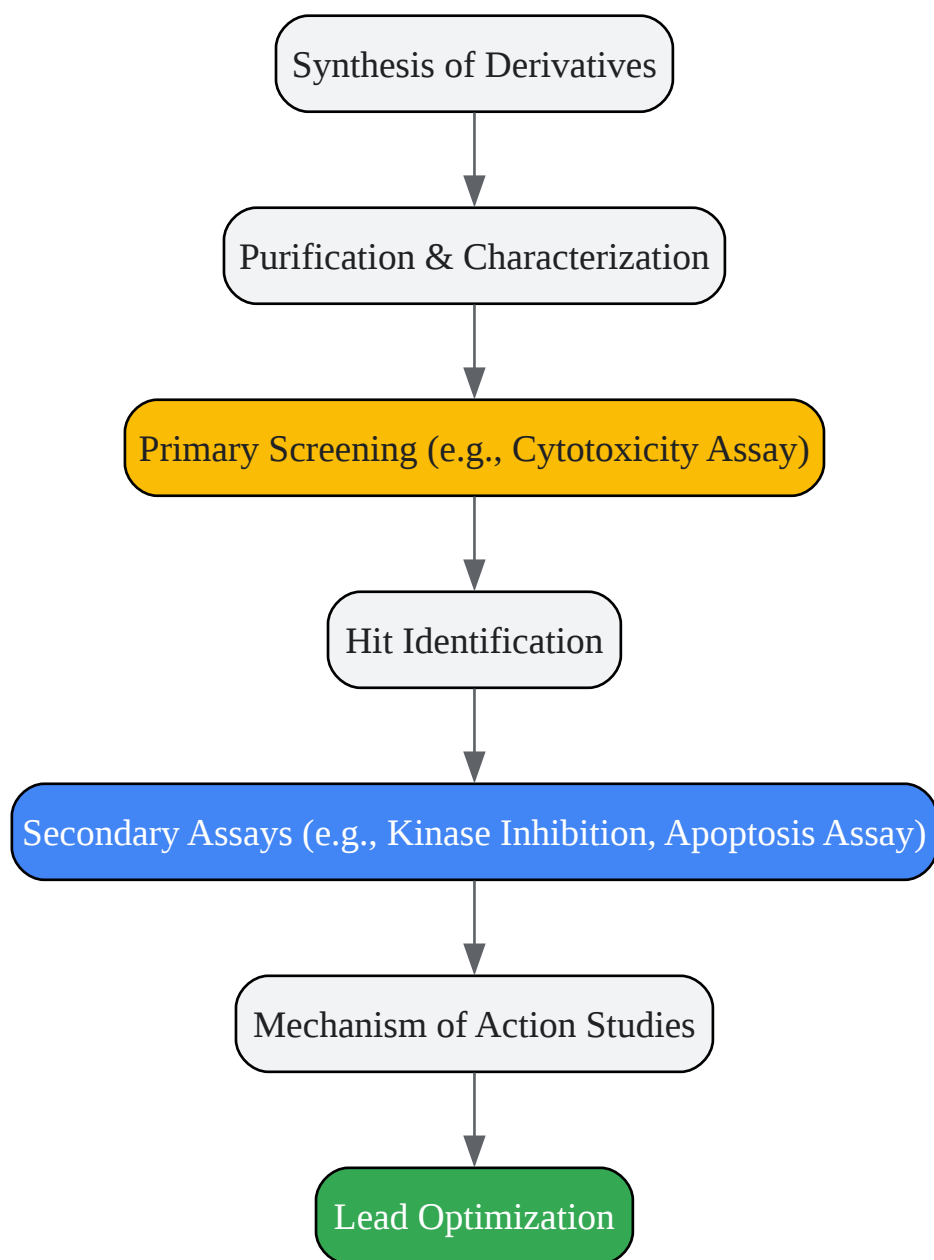 Synthesis of Derivatives
Purification & Characterization
Primary Screening (e.g., Cytotoxicity Assay)
Hit Identification
Secondary Assays (e.g., Kinase Inhibition, Apoptosis Assay)
Mechanism of Action Studies
Lead Optimization